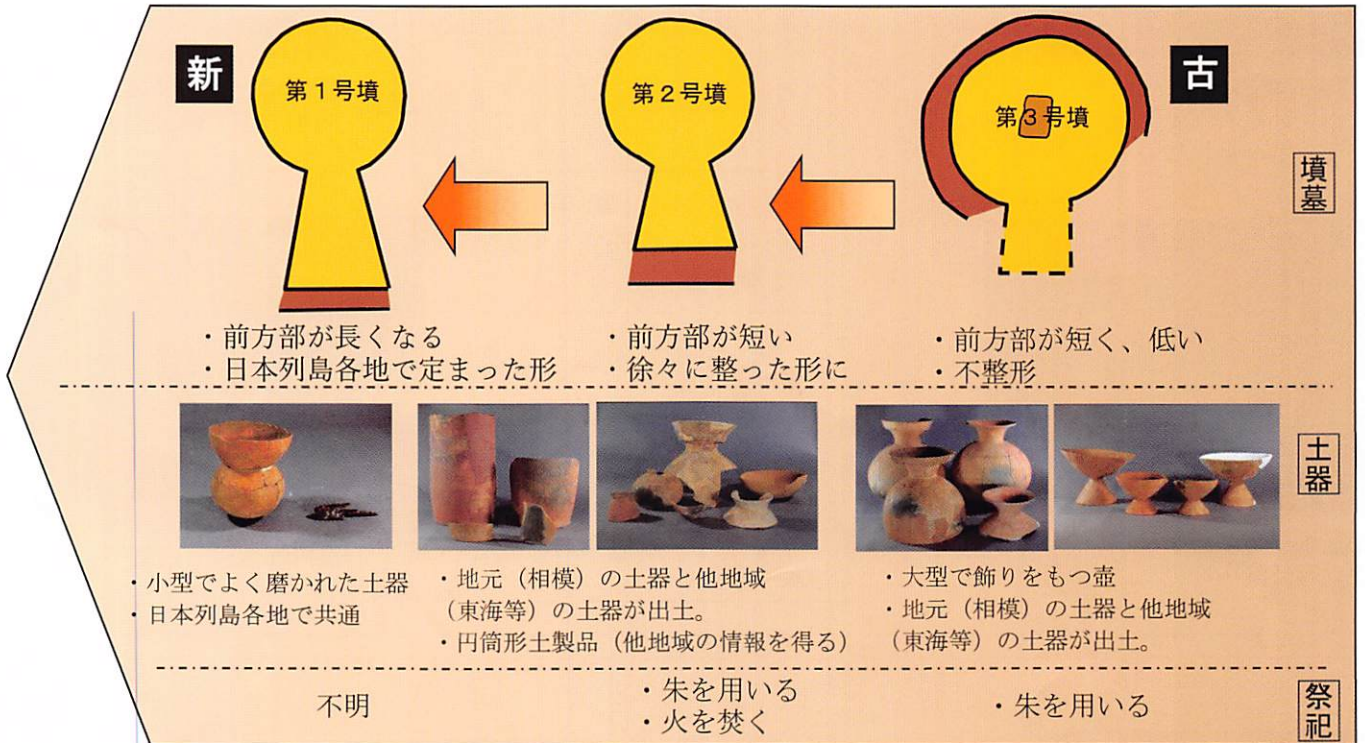 新
古
第1号墳
第2号墳
第3号墳
墳墓
・前方部が長くなる
・日本列島各地で定まった形
・前方部が短い
・徐々に整った形に
・前方部が短く、低い
・不整形
土器
・小型でよく磨かれた土器
・日本列島各地で共通
・地元（相模）の土器と他地域
（東海等）の土器が出土。
・円筒形土製品（他地域の情報を得る）
・大型で飾りをもつ壺
・地元（相模）の土器と他地域
（東海等）の土器が出土。
祭祀
不明
・朱を用いる
・火を焚く
・朱を用いる